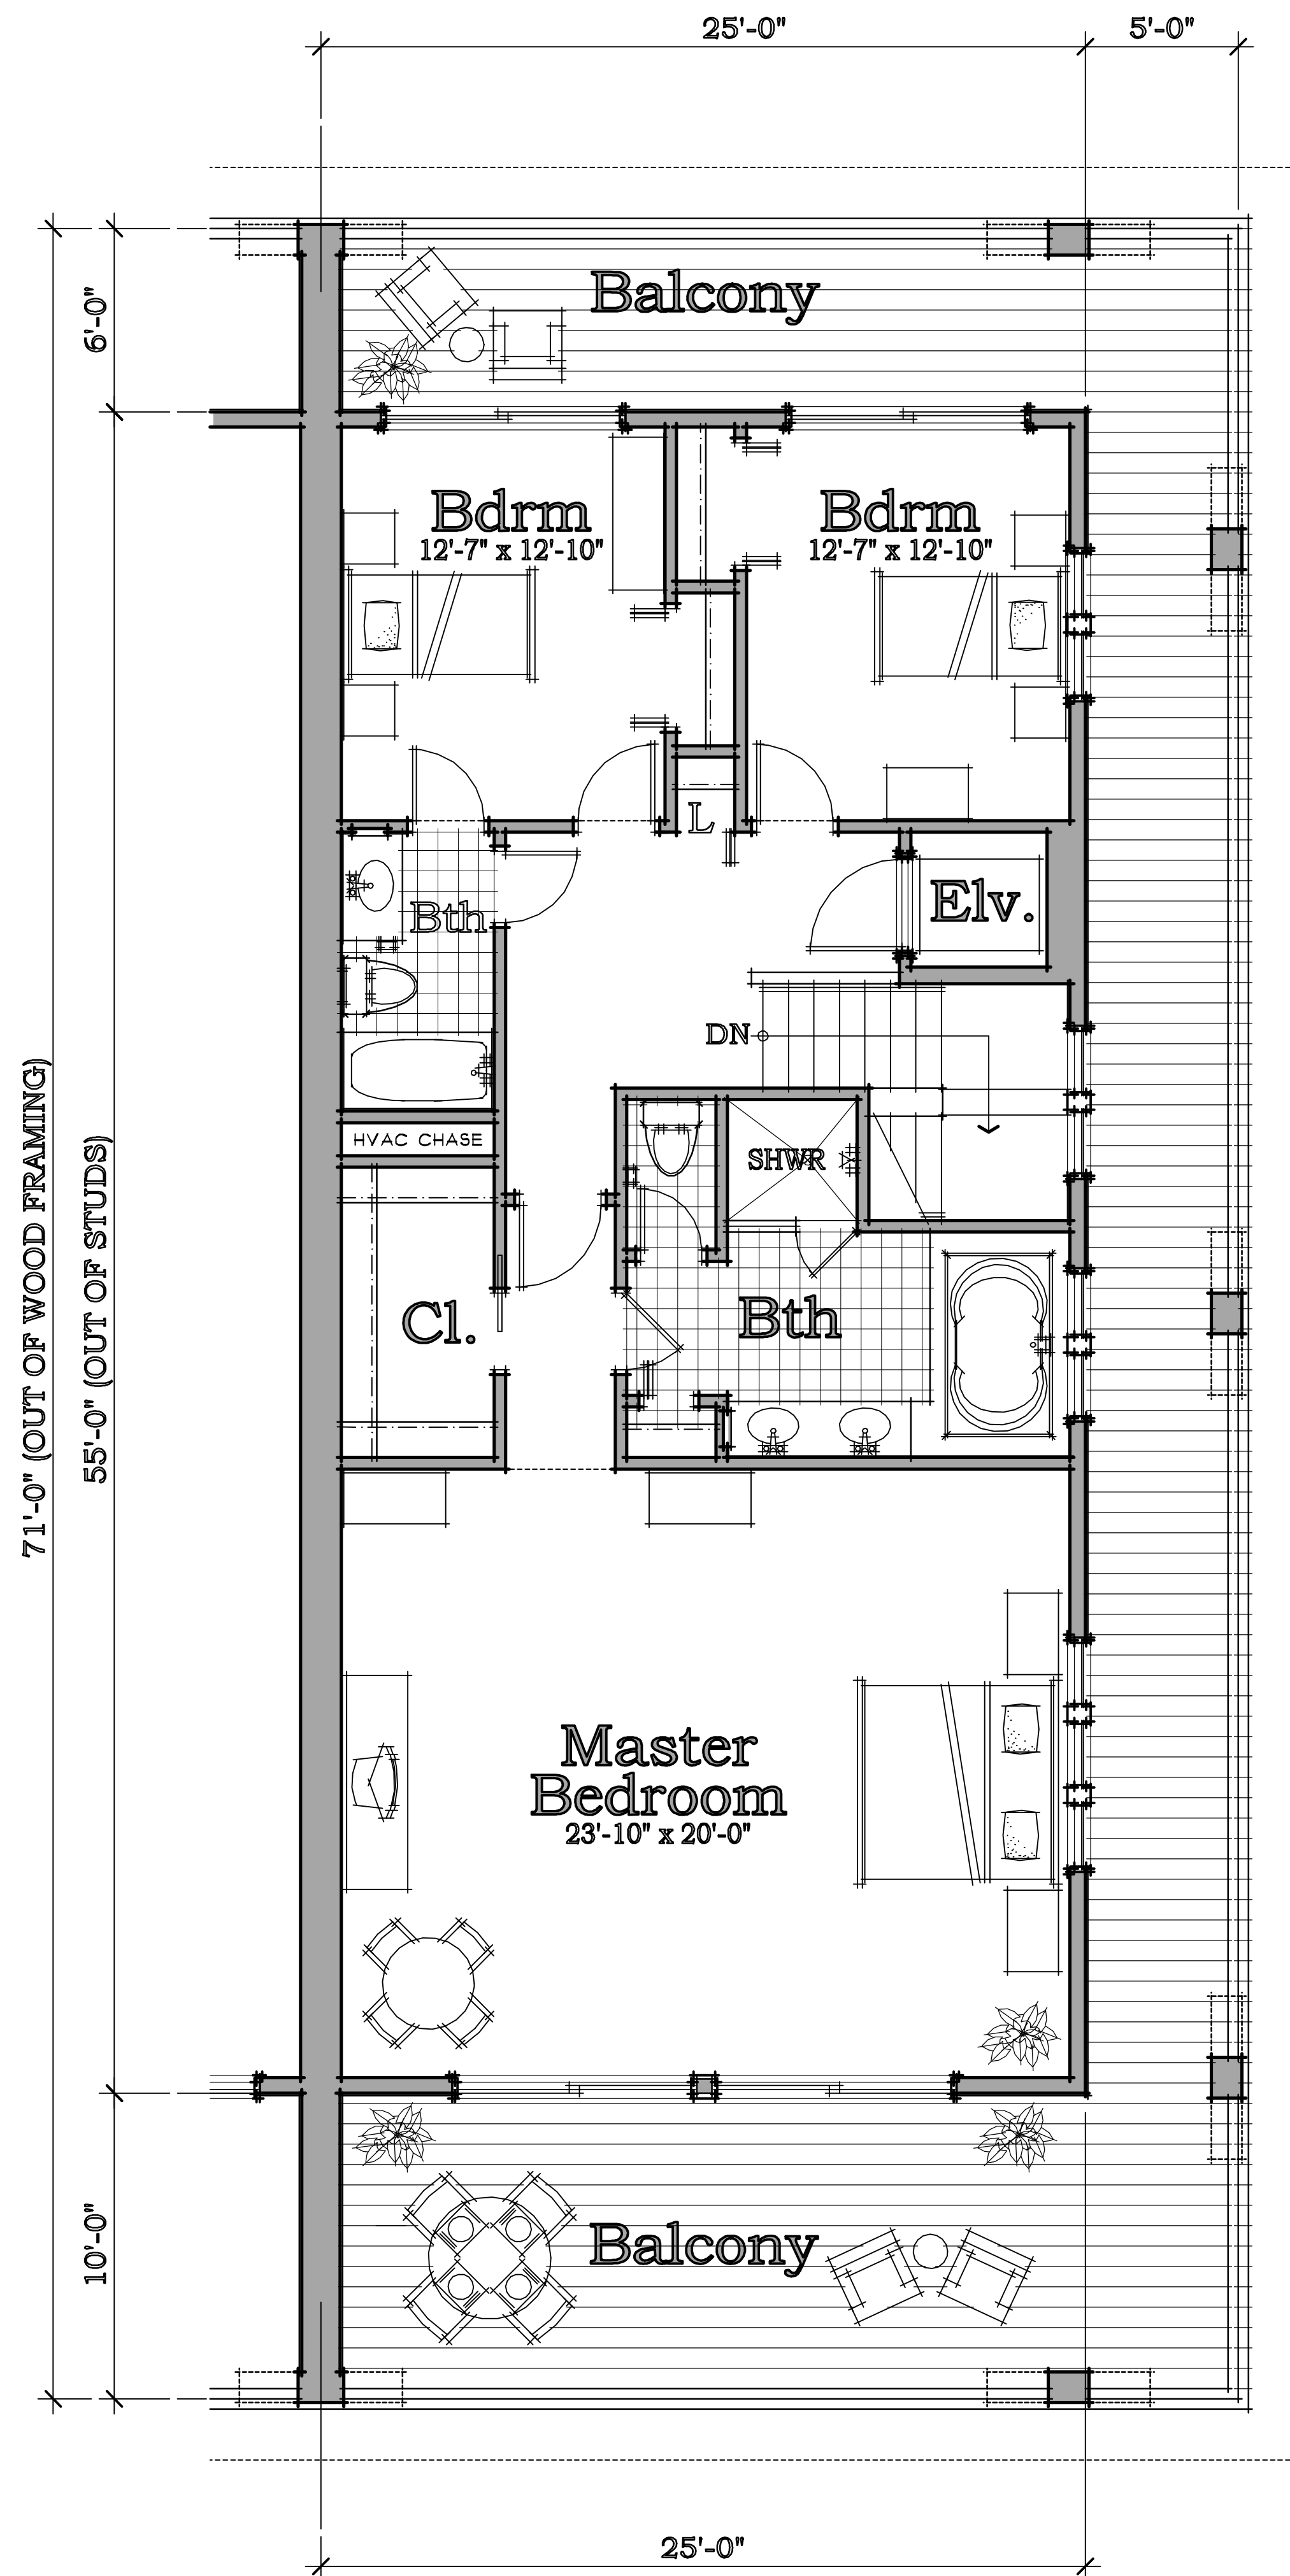 25'-0" 5'-0"
6'-0"
Balcony
Bdrm
12'-7" x 12'-10"
Bdrm
12'-7" x 12'-10"
L
Bth
Elv.
DN
HVAC CHASE
SHWR
Cl.
Bth
71'-0" (OUT OF WOOD FRAMING)
55'-0" (OUT OF STUDS)
Master
Bedroom
23'-10" x 20'-0"
10'-0"
Balcony
25'-0"